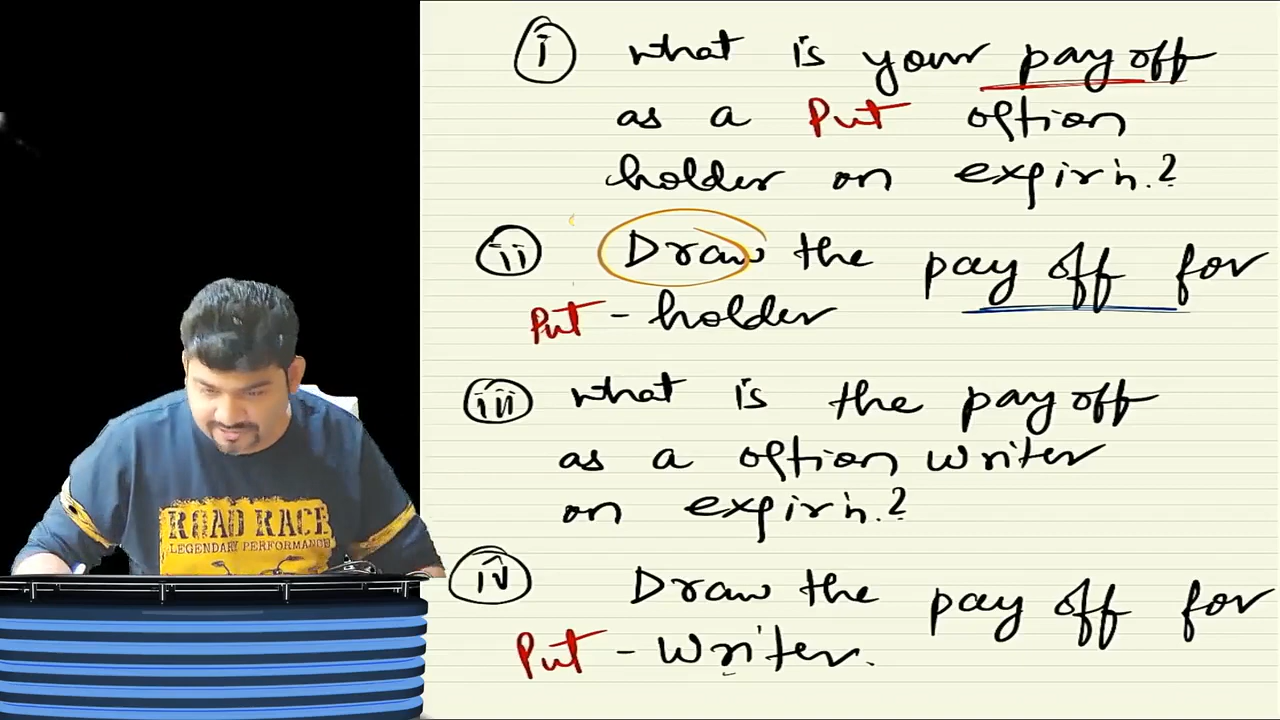 i what is your pay off
as a Put option
holder on expirin.?
ii Draw the pay off for
Put - holder
iii what is the pay off
as a option writer
on expirin.?
iv Draw the pay off for
Put - writer.
ROAD RACE
LEGENDARY PERFORMANCE